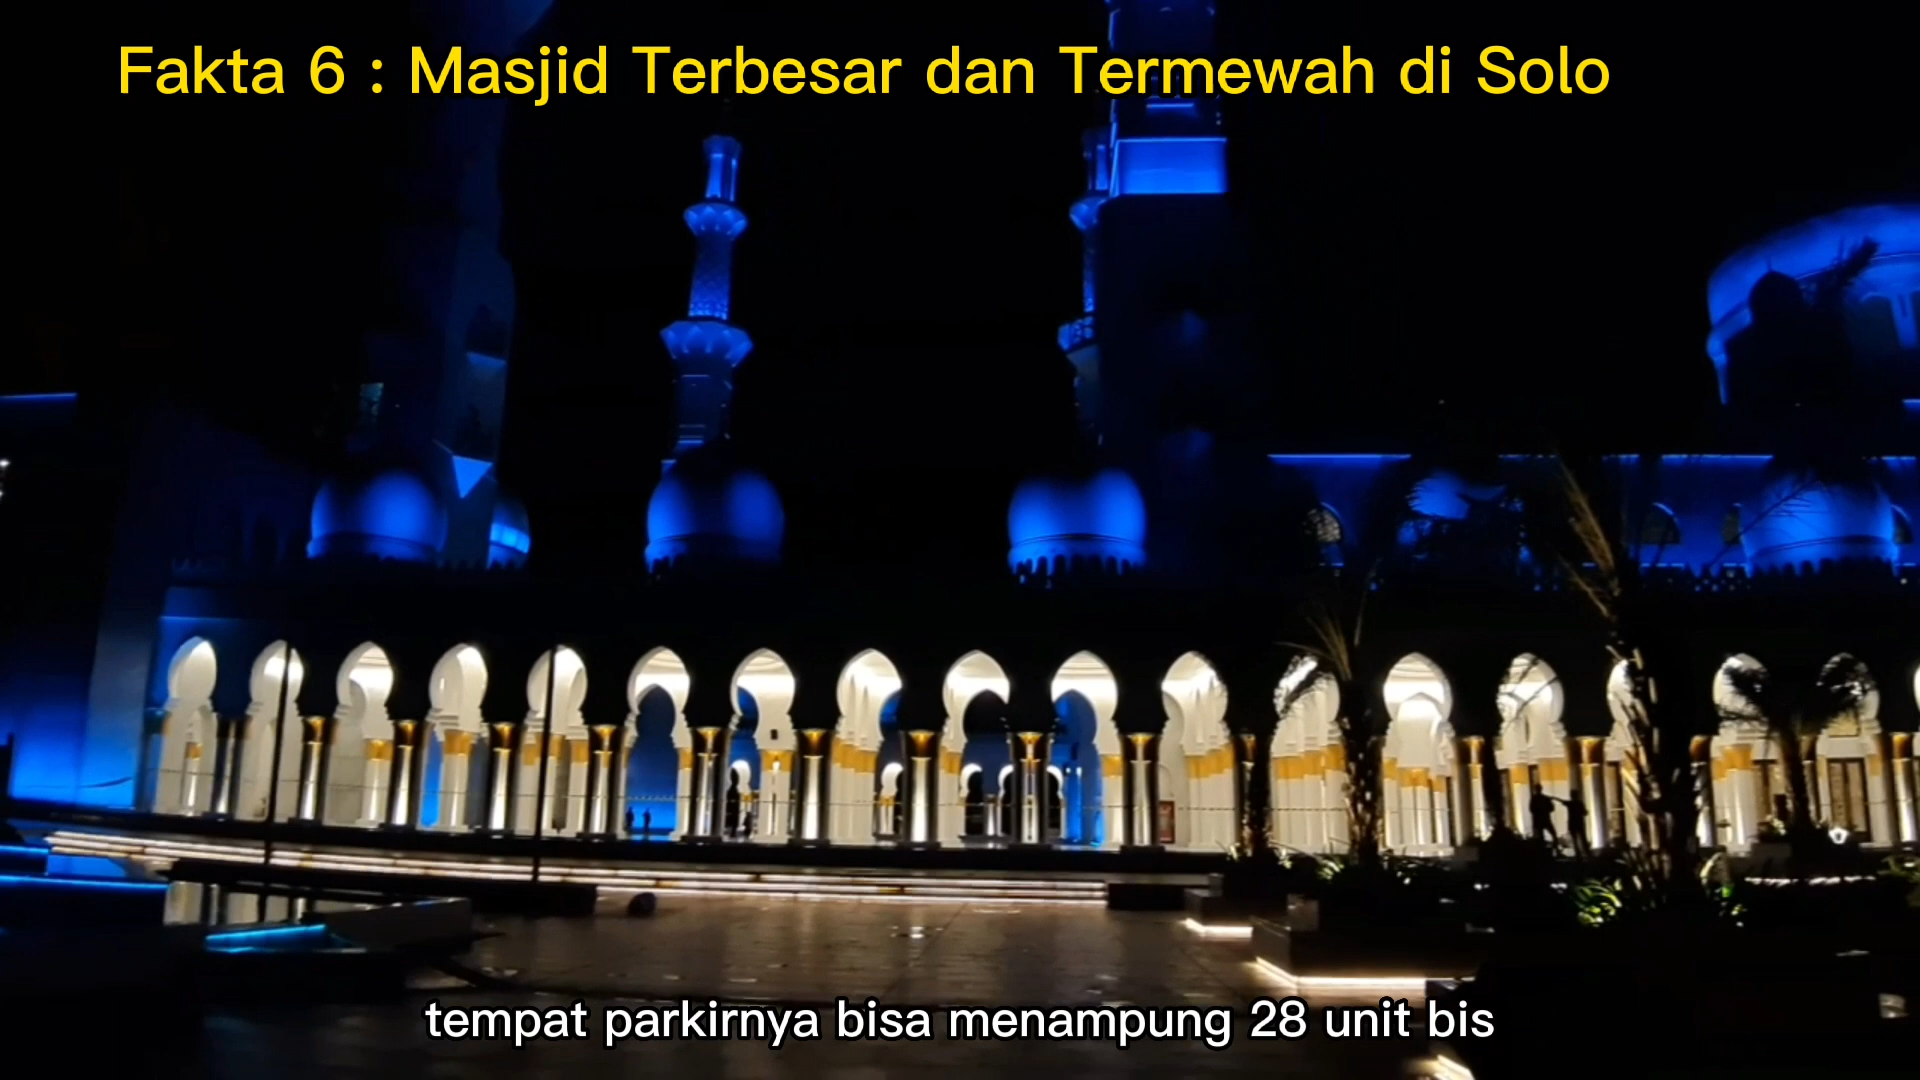 Fakta 6 : Masjid Terbesar dan Termewah di Solo
tempat parkirnya bisa menampung 28 unit bis